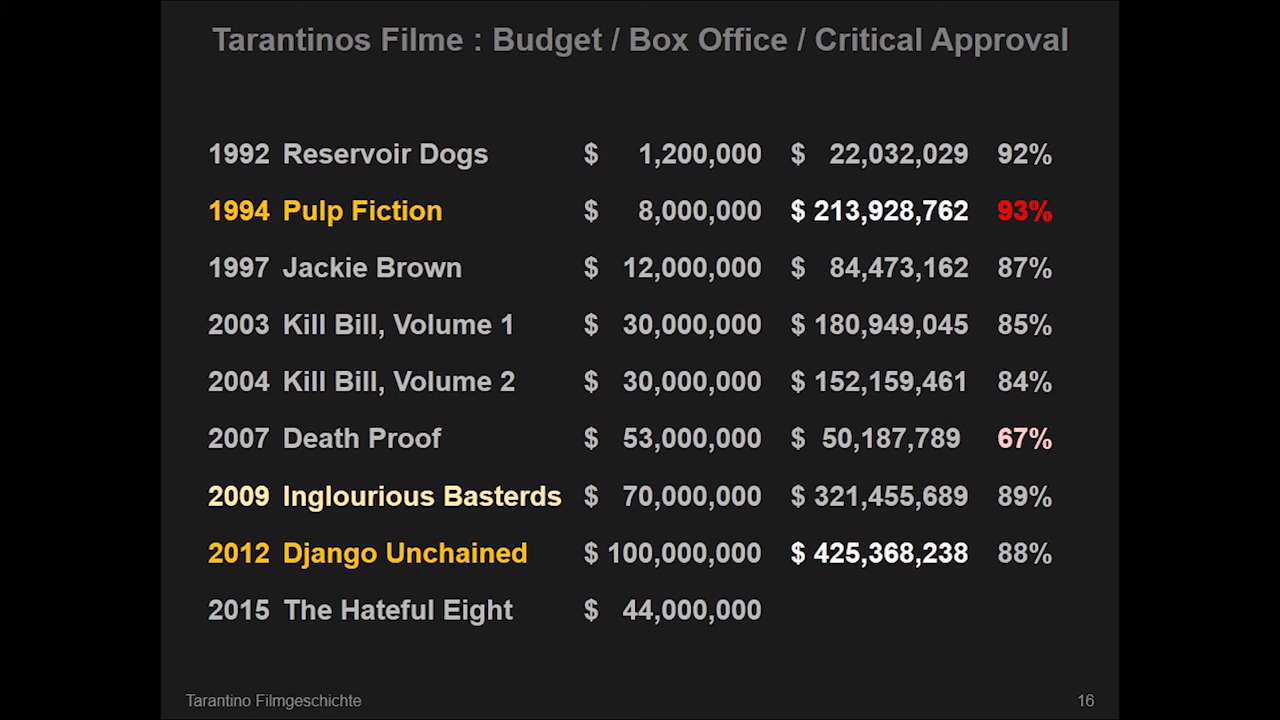 Tarantinos Filme : Budget / Box Office / Critical Approval
1992 Reservoir Dogs $ 1,200,000 $ 22,032,029 92%
1994 Pulp Fiction $ 8,000,000 $ 213,928,762 93%
1997 Jackie Brown $ 12,000,000 $ 84,473,162 87%
2003 Kill Bill, Volume 1 $ 30,000,000 $ 180,949,045 85%
2004 Kill Bill, Volume 2 $ 30,000,000 $ 152,159,461 84%
2007 Death Proof $ 53,000,000 $ 50,187,789 67%
2009 Inglourious Basterds $ 70,000,000 $ 321,455,689 89%
2012 Django Unchained $ 100,000,000 $ 425,368,238 88%
2015 The Hateful Eight $ 44,000,000
Tarantino Filmgeschichte 16